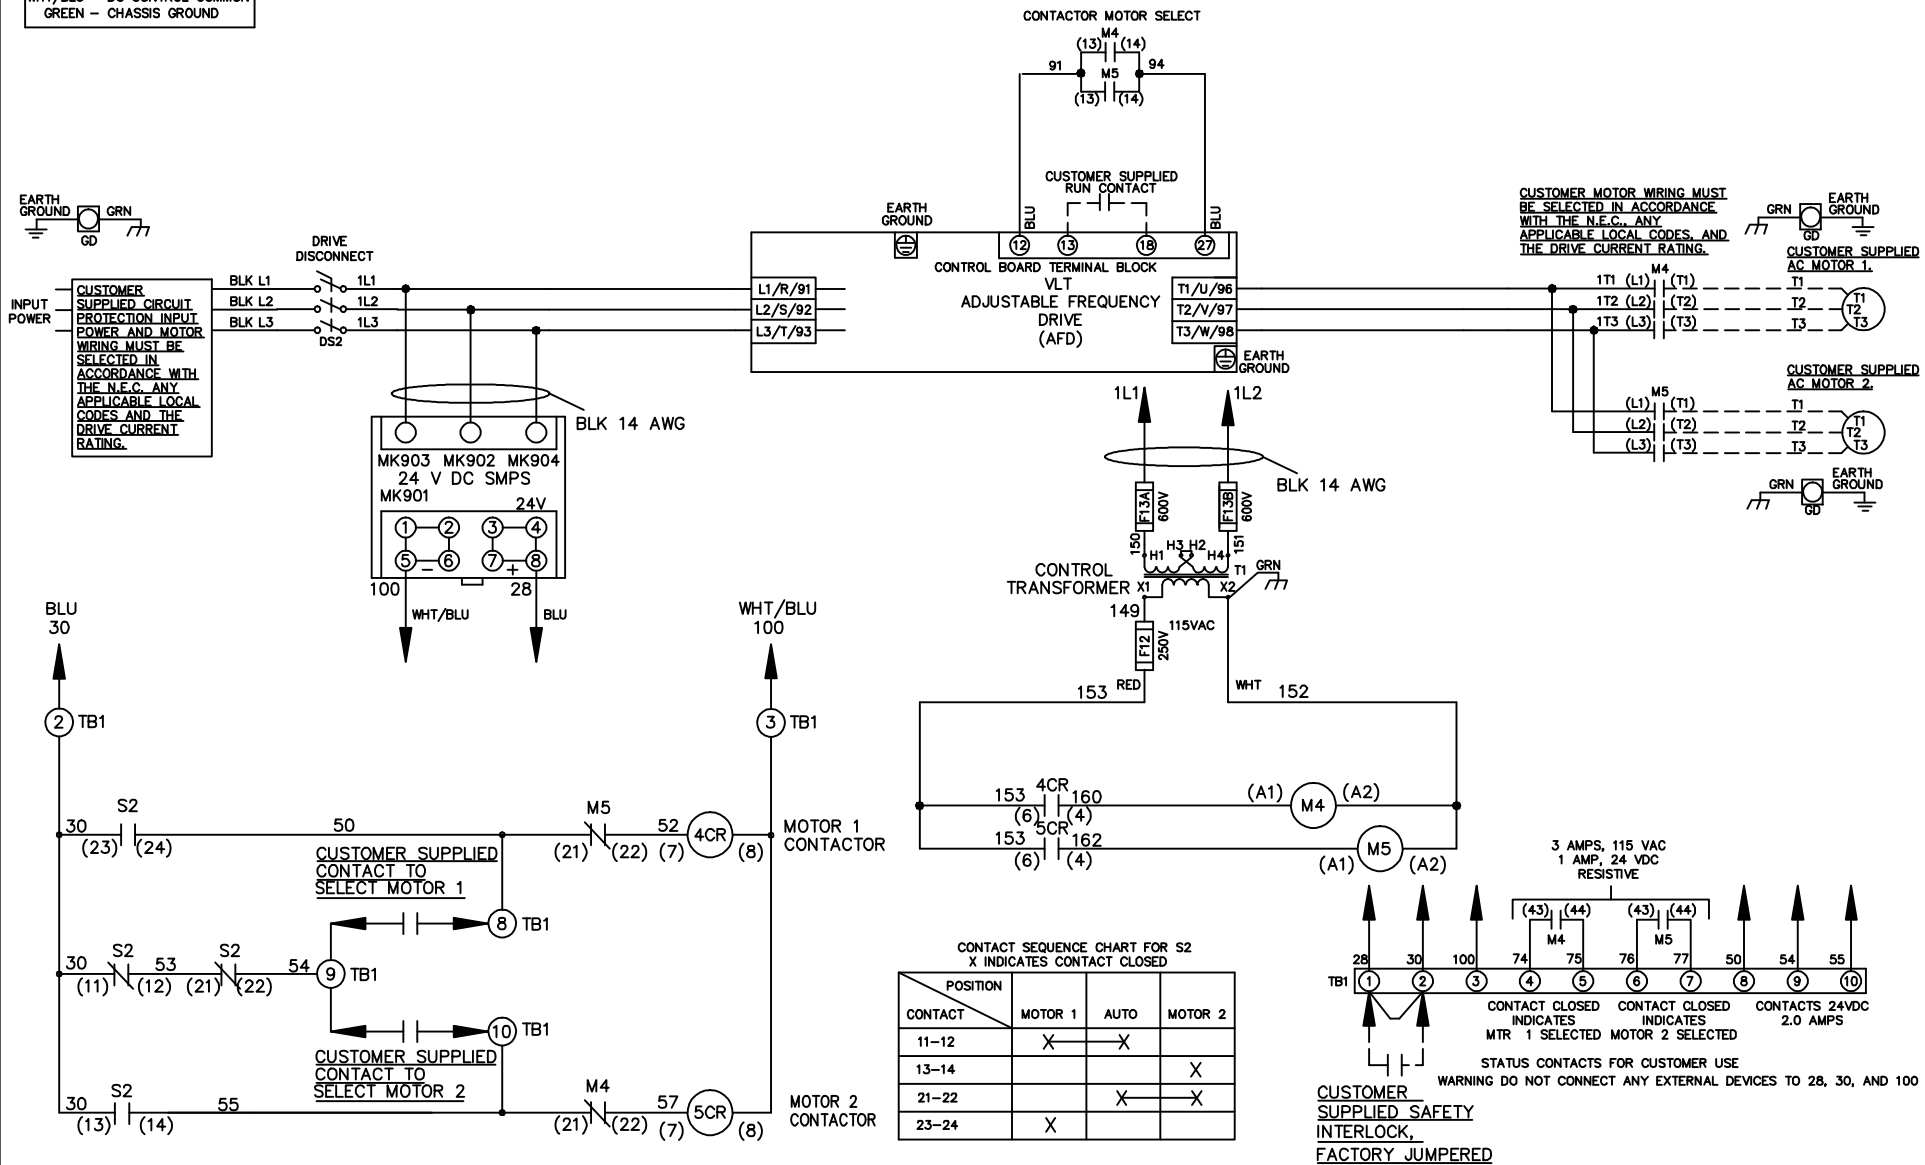 GREEN – CHASSIS GROUND
CONTACTOR MOTOR SELECT
M4
(13) (14)
91
94
M5
(13) (14)
BLU
BLU
CUSTOMER SUPPLIED
RUN CONTACT
EARTH
GROUND
12
13
18
27
CONTROL BOARD TERMINAL BLOCK
VLT
ADJUSTABLE FREQUENCY
DRIVE
(AFD)
L1/R/91
L2/S/92
L3/T/93
T1/U/96
T2/V/97
T3/W/98
EARTH
GROUND
EARTH
GROUND
GRN
GD
DRIVE
DISCONNECT
INPUT
POWER
CUSTOMER
SUPPLIED CIRCUIT
PROTECTION INPUT
POWER AND MOTOR
WIRING MUST BE
SELECTED IN
ACCORDANCE WITH
THE N.E.C. ANY
APPLICABLE LOCAL
CODES AND THE
DRIVE CURRENT
RATING.
BLK L1
BLK L2
BLK L3
1L1
1L2
1L3
DS2
BLK 14 AWG
MK903 MK902 MK904
24 V DC SMPS
MK901
24V
1
2
3
4
5
6
7
8
–
+
100
28
WHT/BLU
BLU
CUSTOMER MOTOR WIRING MUST
BE SELECTED IN ACCORDANCE
WITH THE N.E.C., ANY
APPLICABLE LOCAL CODES, AND
THE DRIVE CURRENT RATING.
GRN
EARTH
GROUND
GD
CUSTOMER SUPPLIED
AC MOTOR 1.
M4
1T1 (L1) (T1) T1
1T2 (L2) (T2) T2
1T3 (L3) (T3) T3
T1
T2
T3
CUSTOMER SUPPLIED
AC MOTOR 2.
M5
(L1) (T1) T1
(L2) (T2) T2
(L3) (T3) T3
T1
T2
T3
GRN
EARTH
GROUND
GD
1L1
1L2
BLK 14 AWG
F13A
600V
F13B
600V
150
151
H1
H3 H2
H4
T1
GRN
CONTROL
TRANSFORMER
X1
X2
149
115VAC
F12
250V
153
RED
WHT
152
4CR
153
160
(6) (4)
(A1) M4 (A2)
5CR
153
162
(6) (4)
(A1) M5 (A2)
BLU
30
2 TB1
WHT/BLU
100
3 TB1
S2
30
50
(23) (24)
M5
(21) (22)
52
(7) 4CR (8)
MOTOR 1
CONTACTOR
CUSTOMER SUPPLIED
CONTACT TO
SELECT MOTOR 1
8 TB1
30
S2
(11) (12)
53
S2
(21) (22)
54
9 TB1
10 TB1
CUSTOMER SUPPLIED
CONTACT TO
SELECT MOTOR 2
S2
30
55
(13) (14)
M4
(21) (22)
57
(7) 5CR (8)
MOTOR 2
CONTACTOR
CONTACT SEQUENCE CHART FOR S2
X INDICATES CONTACT CLOSED
POSITION
CONTACT MOTOR 1 AUTO MOTOR 2
11–12 X X
13–14 X
21–22 X X
23–24 X
3 AMPS, 115 VAC
1 AMP, 24 VDC
RESISTIVE
(43) (44)
M4
(43) (44)
M5
28 30 100 74 75 76 77 50 54 55
TB1 1 2 3 4 5 6 7 8 9 10
CONTACT CLOSED
INDICATES
MTR 1 SELECTED
CONTACT CLOSED
INDICATES
MOTOR 2 SELECTED
CONTACTS 24VDC
2.0 AMPS
STATUS CONTACTS FOR CUSTOMER USE
WARNING DO NOT CONNECT ANY EXTERNAL DEVICES TO 28, 30, AND 100
CUSTOMER
SUPPLIED SAFETY
INTERLOCK,
FACTORY JUMPERED